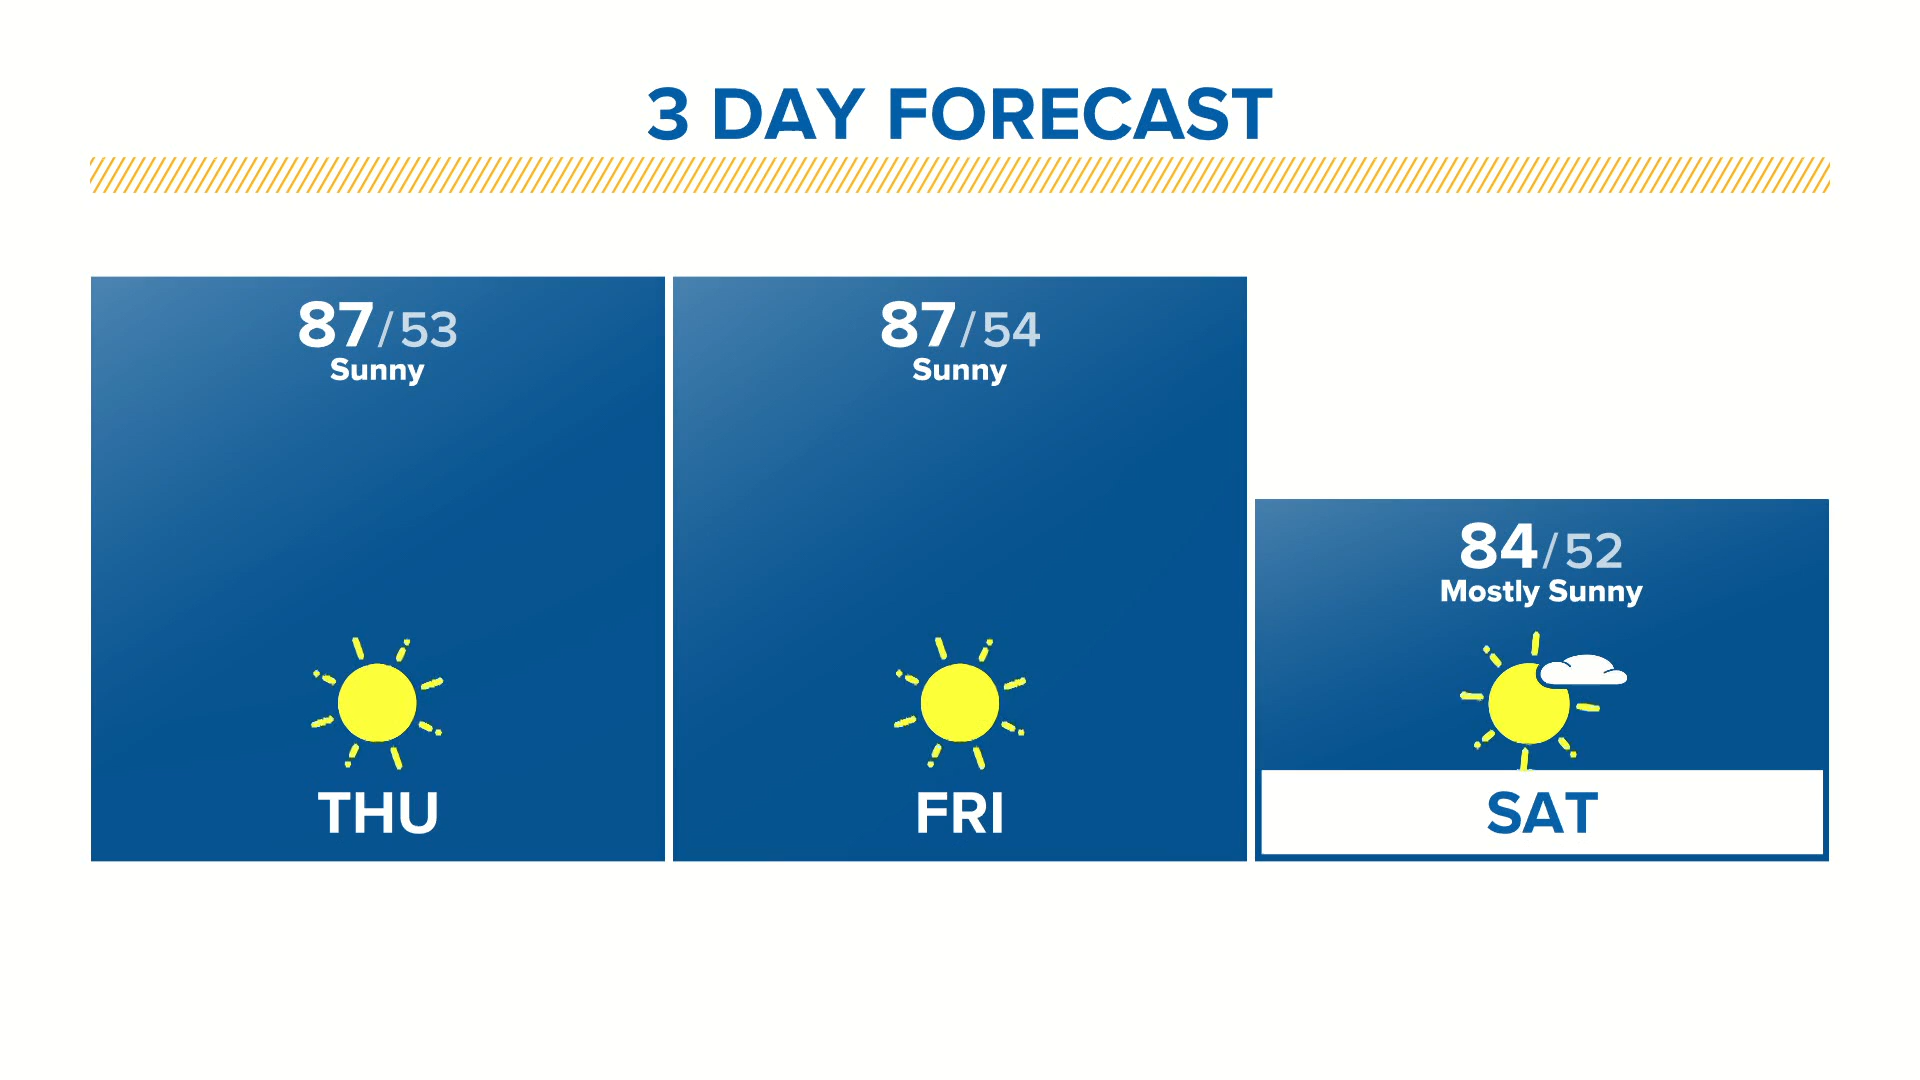 3 DAY FORECAST
87/53
Sunny
THU
87/54
Sunny
FRI
84/52
Mostly Sunny
SAT